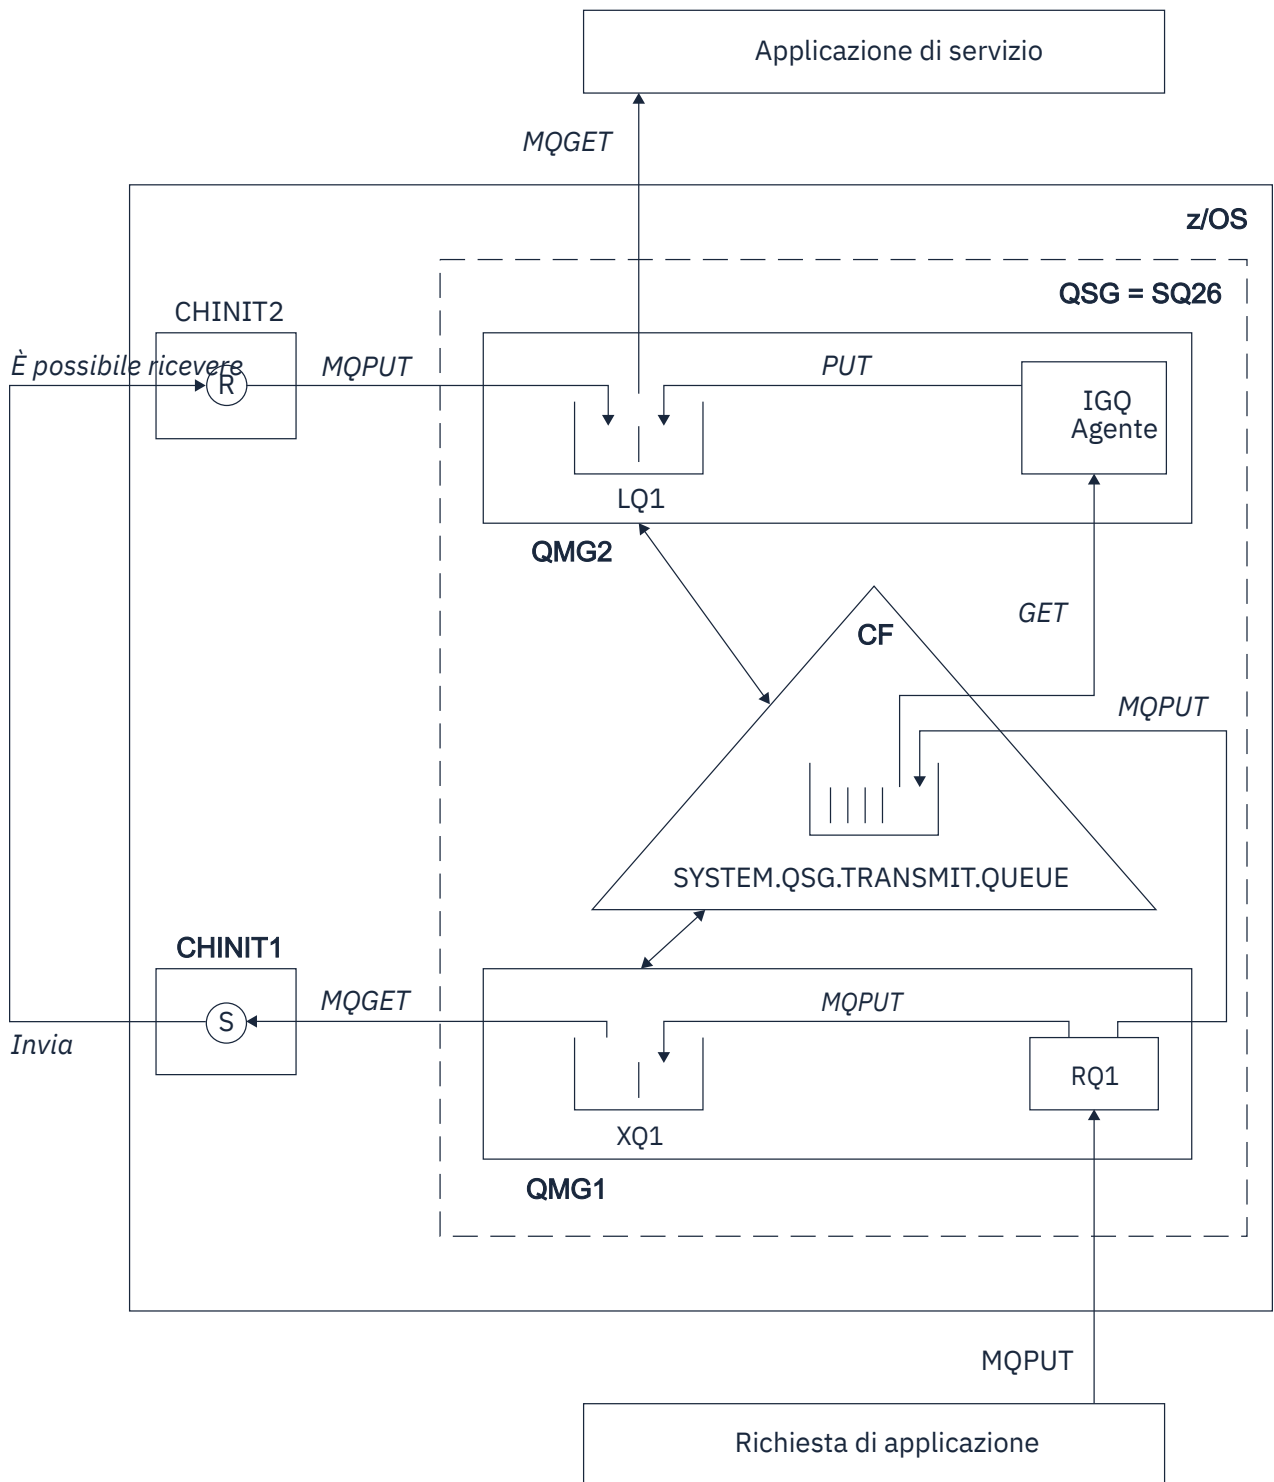 Applicazione di servizio
MQGET
z/OS
QSG = SQ26
CHINIT2
È possibile ricevere
R
MQPUT
PUT
IGQ
Agente
LQ1
QMG2
CF
GET
MQPUT
SYSTEM.QSG.TRANSMIT.QUEUE
CHINIT1
S
MQGET
MQPUT
Invia
RQ1
XQ1
QMG1
MQPUT
Richiesta di applicazione